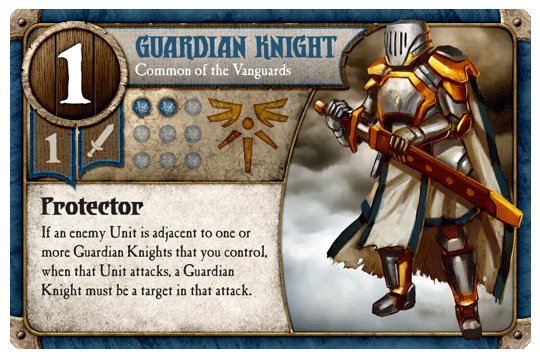 1
GUARDIAN KNIGHT
Common of the Vanguards
1
Protector
If an enemy Unit is adjacent to one or
more Guardian Knights that you control,
when that Unit attacks, a Guardian
Knight must be a target in that attack.